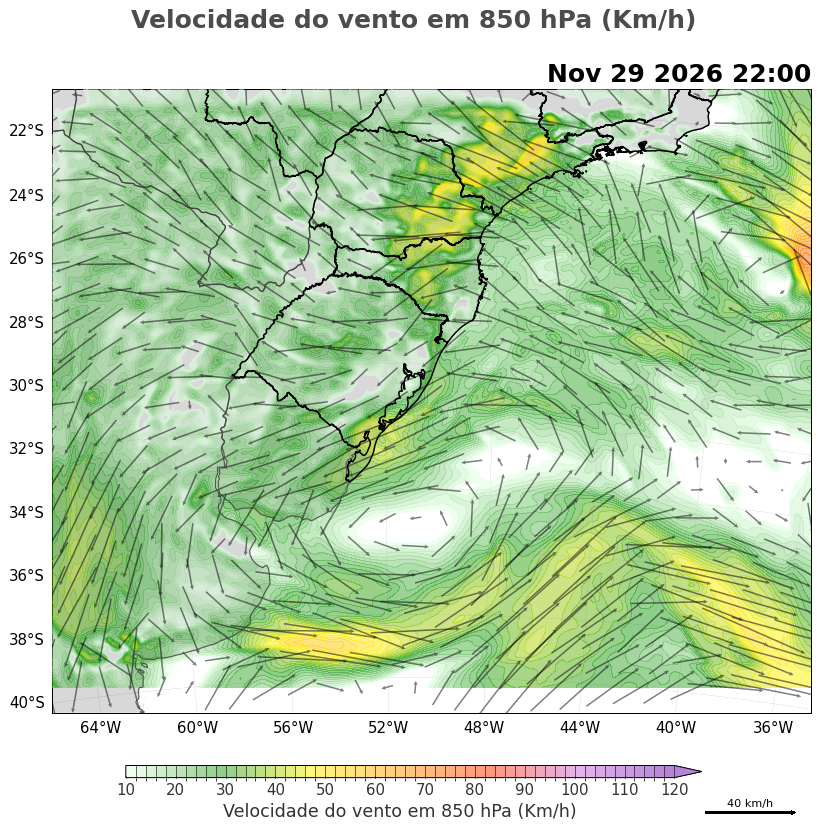 Velocidade do vento em 850 hPa (Km/h)
Nov 29 2026 22:00
22°S
24°S
26°S
28°S
30°S
32°S
34°S
36°S
38°S
40°S
64°W 60°W 56°W 52°W 48°W 44°W 40°W 36°W
10 20 30 40 50 60 70 80 90 100 110 120
Velocidade do vento em 850 hPa (Km/h)
40 km/h